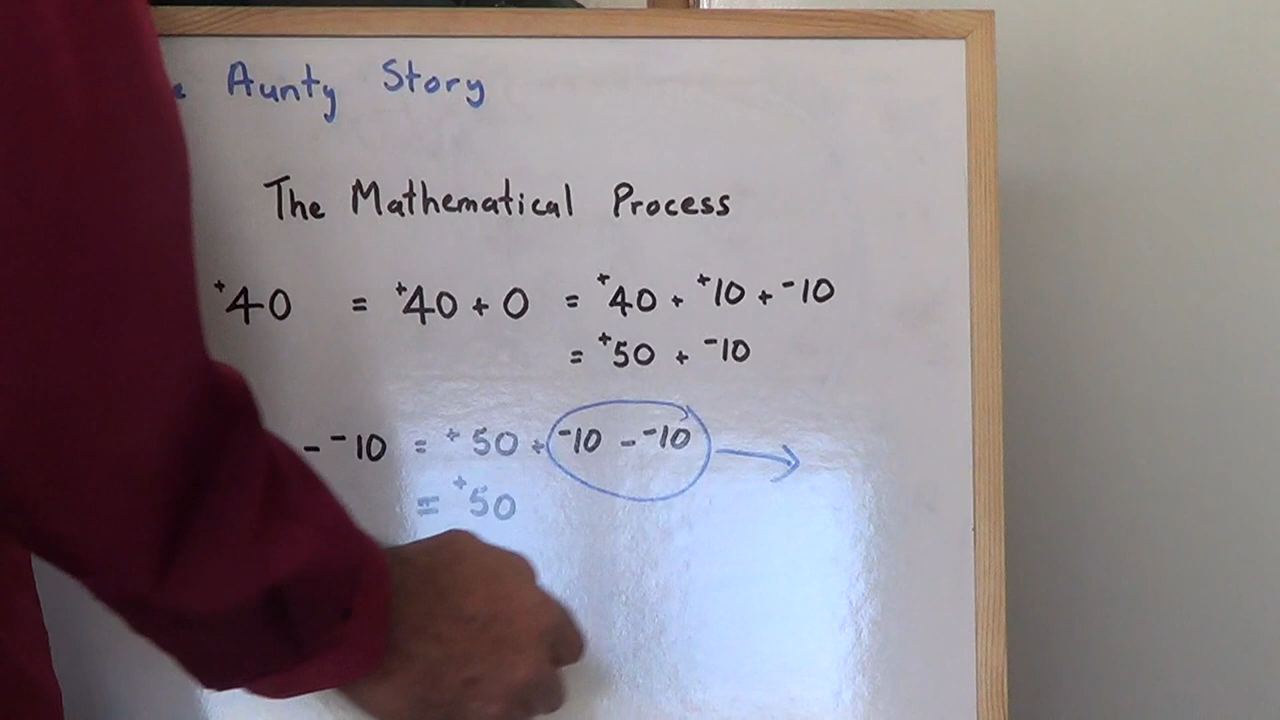 Aunty Story
The Mathematical Process
⁺40 = ⁺40 + 0 = ⁺40 + ⁺10 + ⁻10
= ⁺50 + ⁻10
- ⁻10 = ⁺50 + ⁻10 - ⁻10 →
= ⁺50